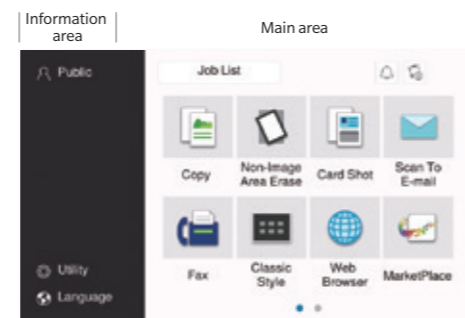 Information
area
Main area
Public
Job List
Copy
Non-Image
Area Erase
Card Shot
Scan To
E-mail
Fax
Classic
Style
Web
Browser
MarketPlace
Utility
Language